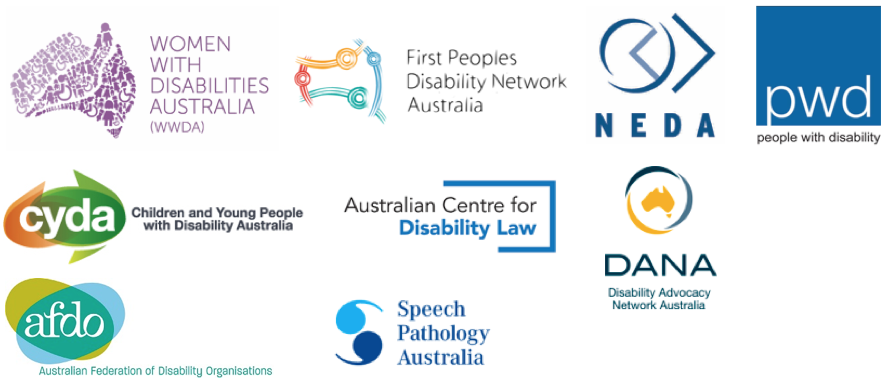 WOMEN
WITH
DISABILITIES
AUSTRALIA
(WWDA)
First Peoples
Disability Network
Australia
NEDA
pwd
people with disability
cyda
Children and Young People
with Disability Australia
Australian Centre for
Disability Law
DANA
Disability Advocacy
Network Australia
afdo
Australian Federation of Disability Organisations
Speech
Pathology
Australia